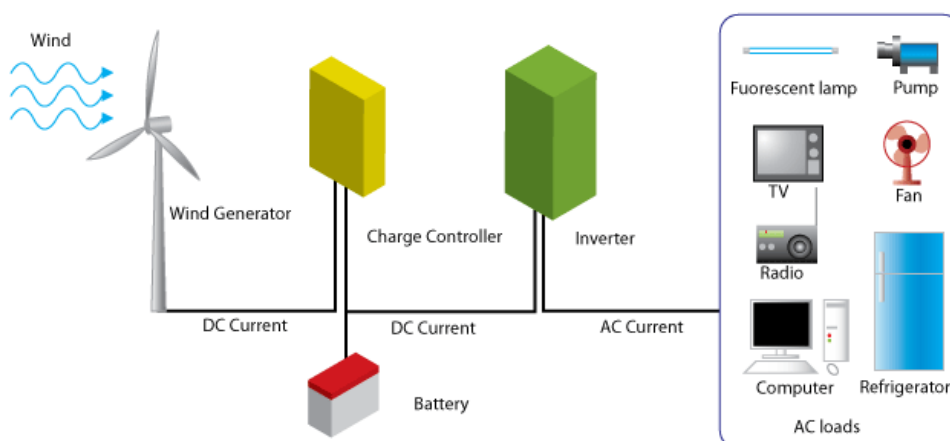 Wind
Wind Generator
DC Current
Charge Controller
DC Current
Battery
Inverter
AC Current
Fuorescent lamp
Pump
TV
Fan
Radio
Computer
Refrigerator
AC loads